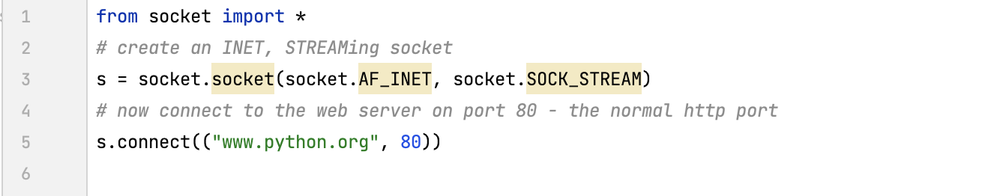 1 from socket import *
2 # create an INET, STREAMing socket
3 s = socket.socket(socket.AF_INET, socket.SOCK_STREAM)
4 # now connect to the web server on port 80 - the normal http port
5 s.connect(("www.python.org", 80))
6